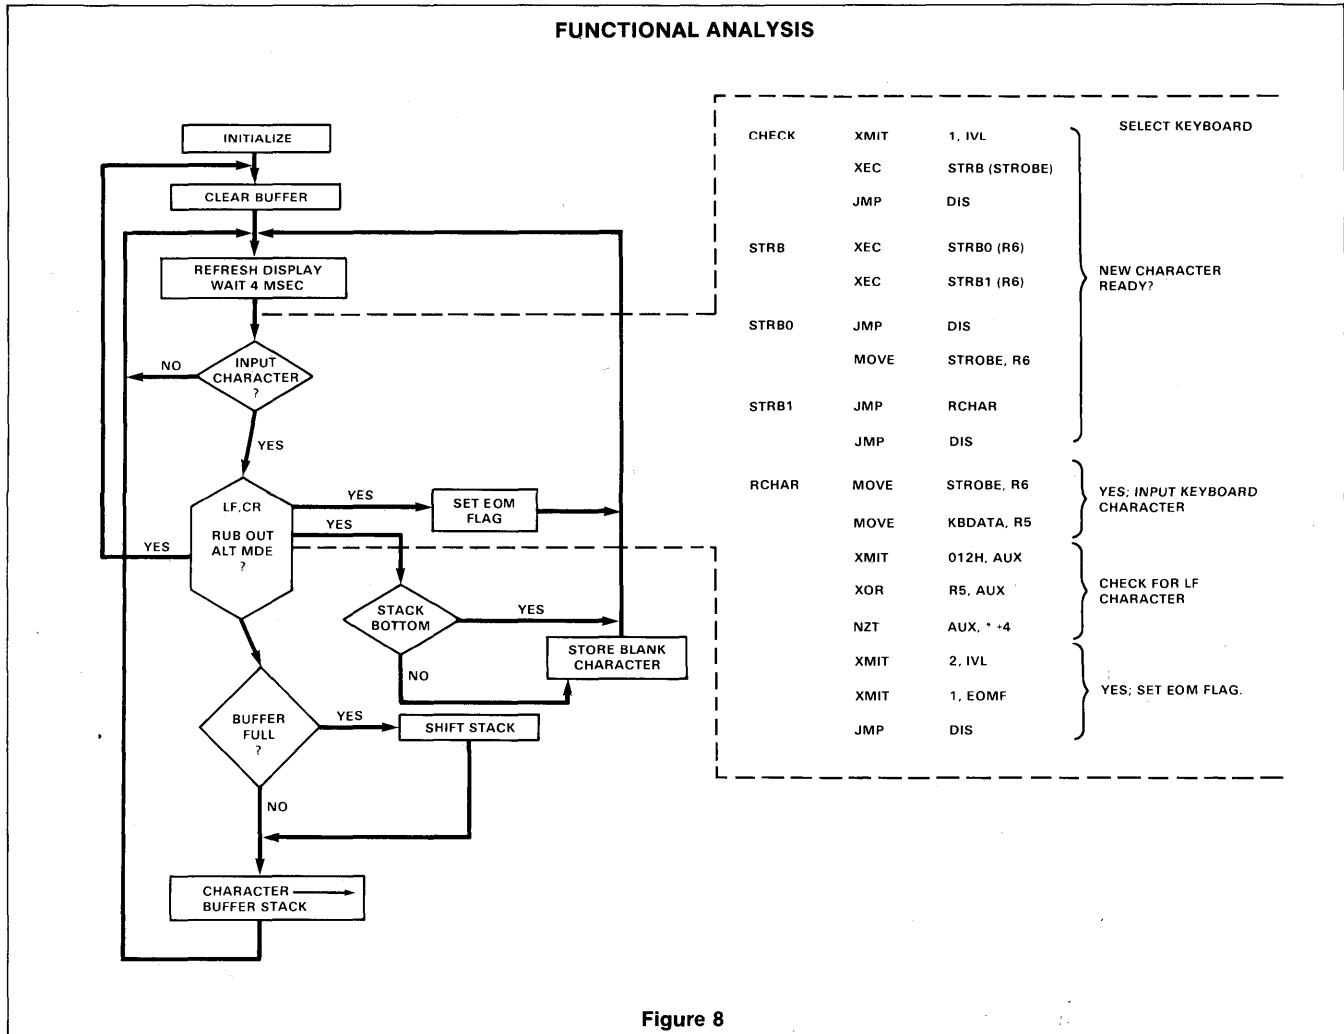 FUNCTIONAL ANALYSIS
INITIALIZE
CLEAR BUFFER
REFRESH DISPLAY
WAIT 4 MSEC
NO
INPUT
CHARACTER
?
YES
LF,CR
RUB OUT
ALT MDE
?
YES
YES
YES
SET EOM
FLAG
STACK
BOTTOM
YES
NO
STORE BLANK
CHARACTER
BUFFER
FULL
?
YES
SHIFT STACK
NO
CHARACTER
BUFFER STACK
CHECK XMIT 1, IVL
SELECT KEYBOARD
XEC STRB (STROBE)
JMP DIS
STRB XEC STRB0 (R6)
XEC STRB1 (R6)
NEW CHARACTER
READY?
STRB0 JMP DIS
MOVE STROBE, R6
STRB1 JMP RCHAR
JMP DIS
RCHAR MOVE STROBE, R6
MOVE KBDATA, R5
YES; INPUT KEYBOARD
CHARACTER
XMIT 012H, AUX
XOR R5, AUX
NZT AUX, * +4
CHECK FOR LF
CHARACTER
XMIT 2, IVL
XMIT 1, EOMF
JMP DIS
YES; SET EOM FLAG.
Figure 8